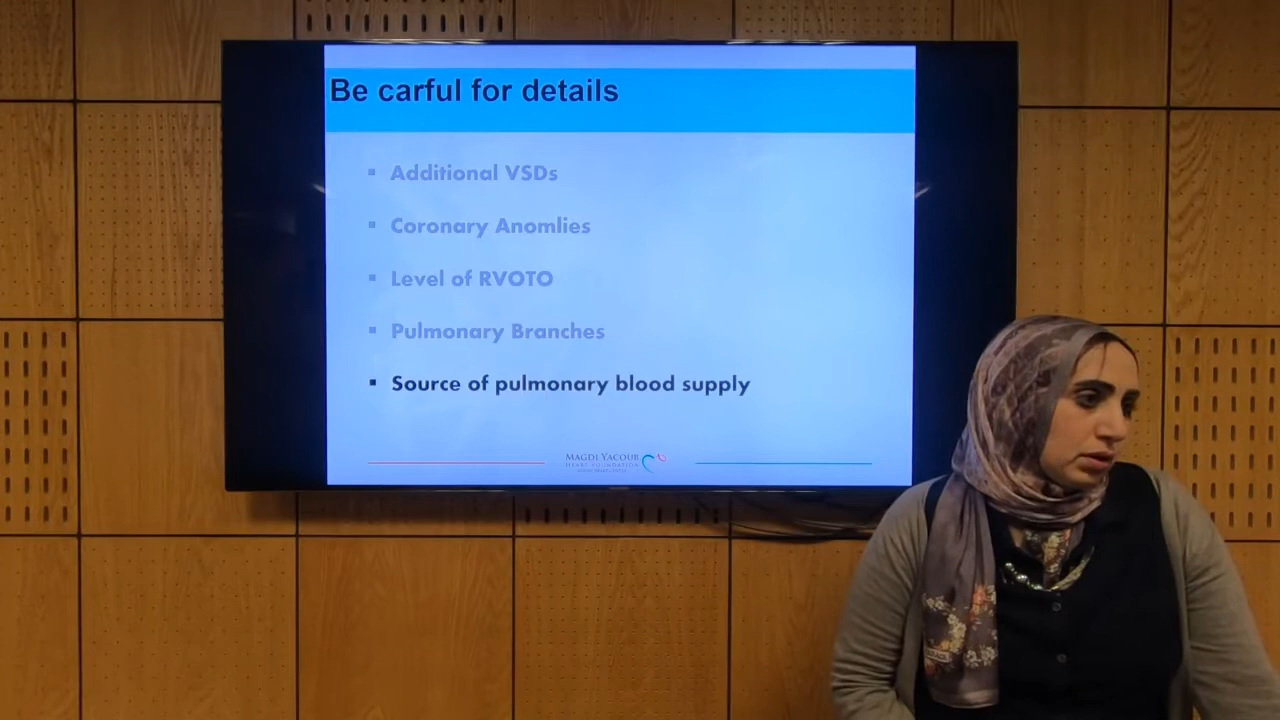 Be carful for details
▪ Additional VSDs
▪ Coronary Anomlies
▪ Level of RVOTO
▪ Pulmonary Branches
▪ Source of pulmonary blood supply
MAGDI YACOUB
HEART FOUNDATION